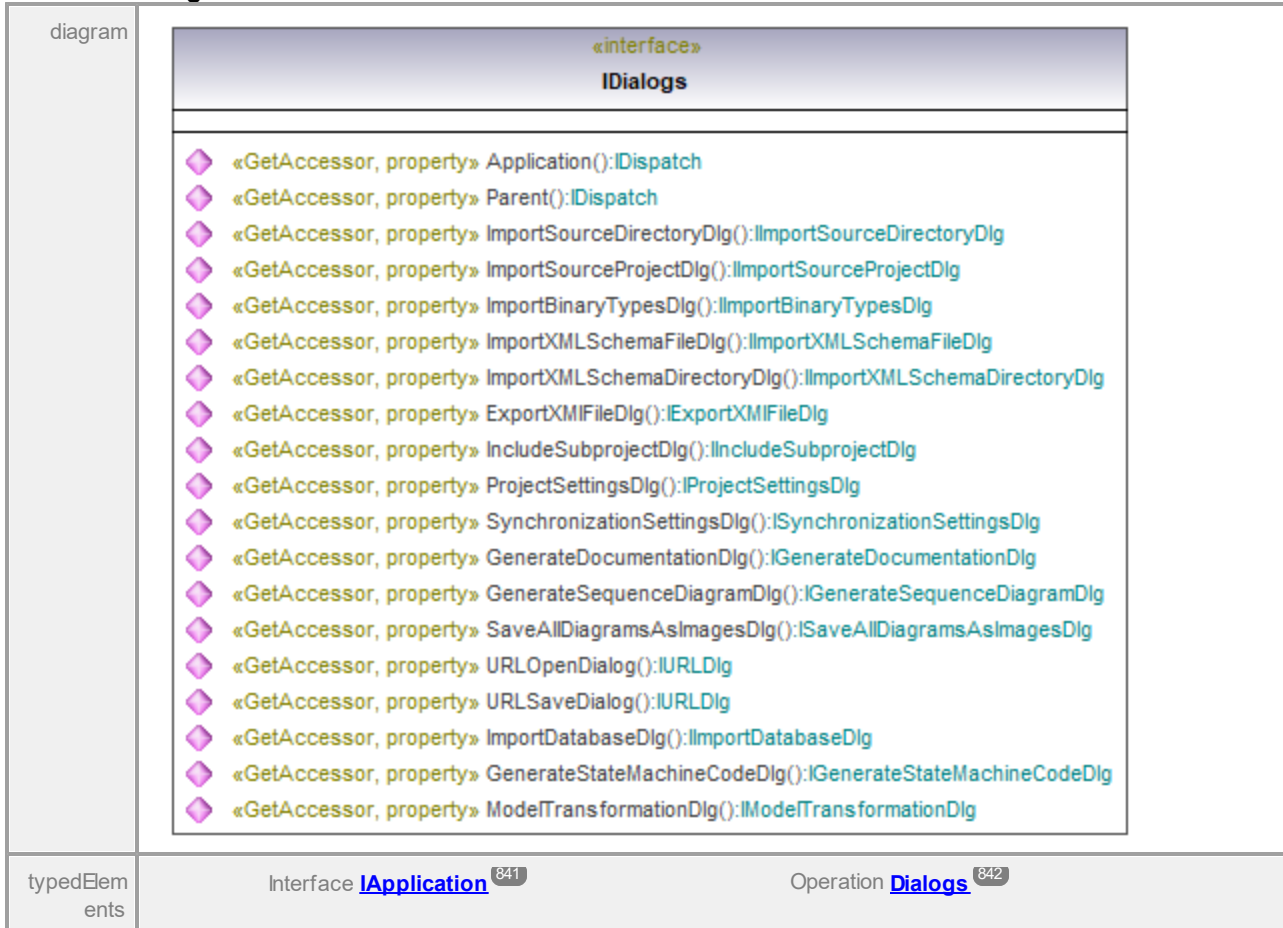 diagram
«interface»
IDialogs
«GetAccessor, property» Application():IDispatch
«GetAccessor, property» Parent():IDispatch
«GetAccessor, property» ImportSourceDirectoryDlg():IImportSourceDirectoryDlg
«GetAccessor, property» ImportSourceProjectDlg():IImportSourceProjectDlg
«GetAccessor, property» ImportBinaryTypesDlg():IImportBinaryTypesDlg
«GetAccessor, property» ImportXMLSchemaFileDlg():IImportXMLSchemaFileDlg
«GetAccessor, property» ImportXMLSchemaDirectoryDlg():IImportXMLSchemaDirectoryDlg
«GetAccessor, property» ExportXMIFileDlg():IExportXMIFileDlg
«GetAccessor, property» IncludeSubprojectDlg():IIncludeSubprojectDlg
«GetAccessor, property» ProjectSettingsDlg():IProjectSettingsDlg
«GetAccessor, property» SynchronizationSettingsDlg():ISynchronizationSettingsDlg
«GetAccessor, property» GenerateDocumentationDlg():IGenerateDocumentationDlg
«GetAccessor, property» GenerateSequenceDiagramDlg():IGenerateSequenceDiagramDlg
«GetAccessor, property» SaveAllDiagramsAsImagesDlg():ISaveAllDiagramsAsImagesDlg
«GetAccessor, property» URLOpenDialog():IURLDlg
«GetAccessor, property» URLSaveDialog():IURLDlg
«GetAccessor, property» ImportDatabaseDlg():IImportDatabaseDlg
«GetAccessor, property» GenerateStateMachineCodeDlg():IGenerateStateMachineCodeDlg
«GetAccessor, property» ModelTransformationDlg():IModelTransformationDlg
typedElem Interface IApplication 841 Operation Dialogs 842
ents